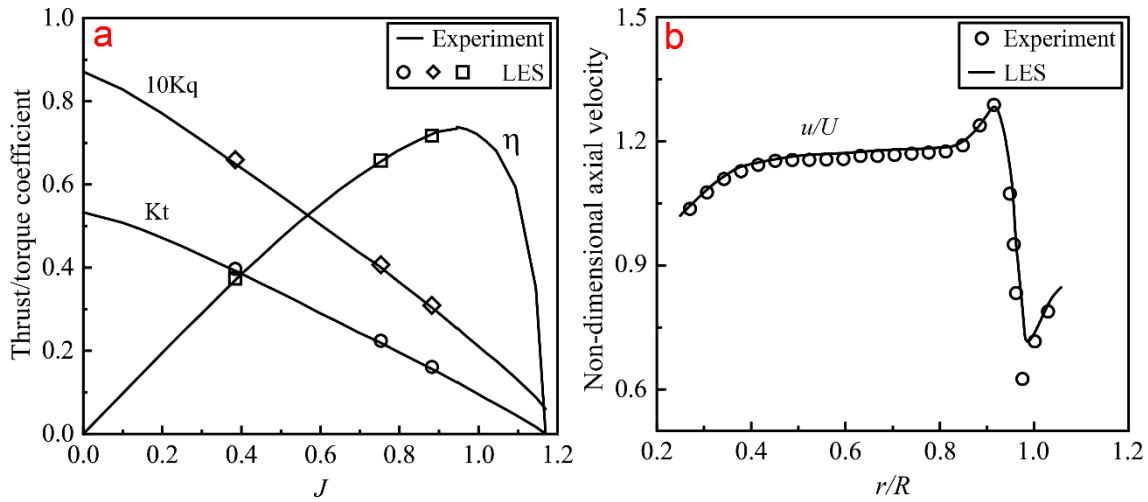 a
Experiment
LES
10Kq
Kt
η
Thrust/torque coefficient
1.0
0.8
0.6
0.4
0.2
0.0
0.0 0.2 0.4 0.6 0.8 1.0 1.2
J
b
Experiment
LES
u/U
Non-dimensional axial velocity
1.5
1.2
0.9
0.6
0.2 0.4 0.6 0.8 1.0 1.2
r/R